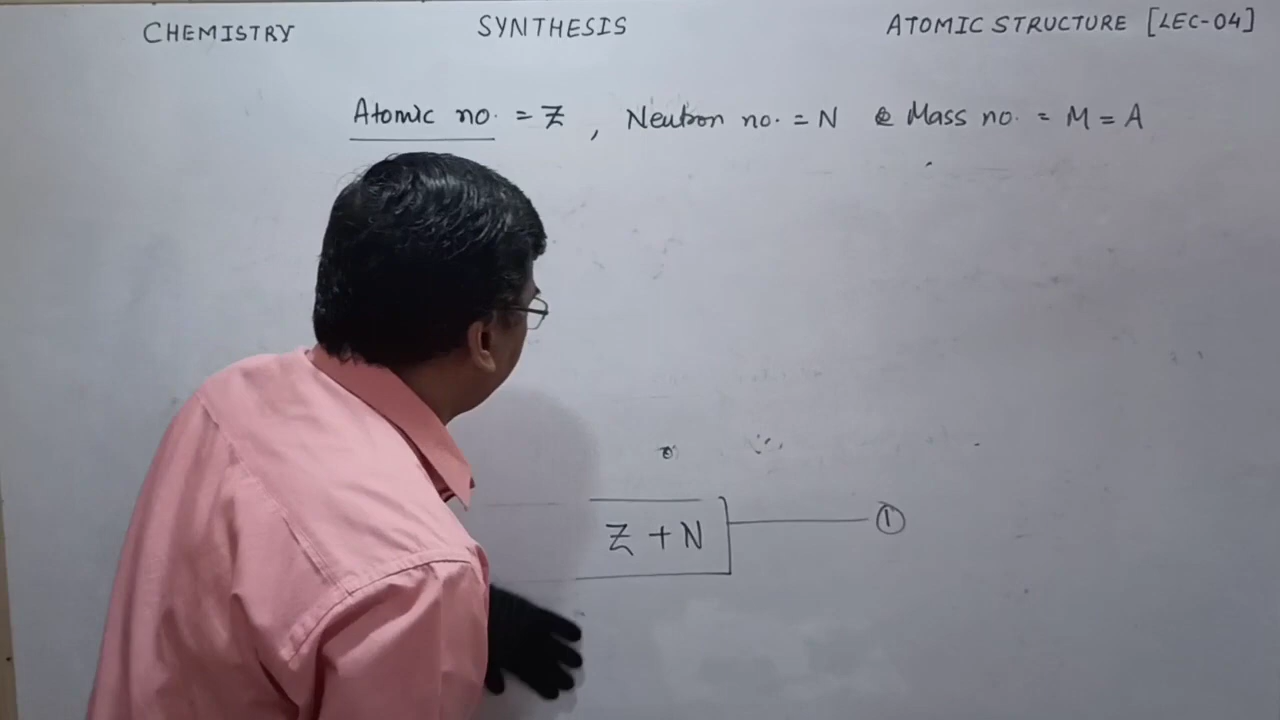 CHEMISTRY SYNTHESIS ATOMIC STRUCTURE [LEC-04]
Atomic no. = Z , Neutron no. = N & Mass no. = M = A
Z + N ①